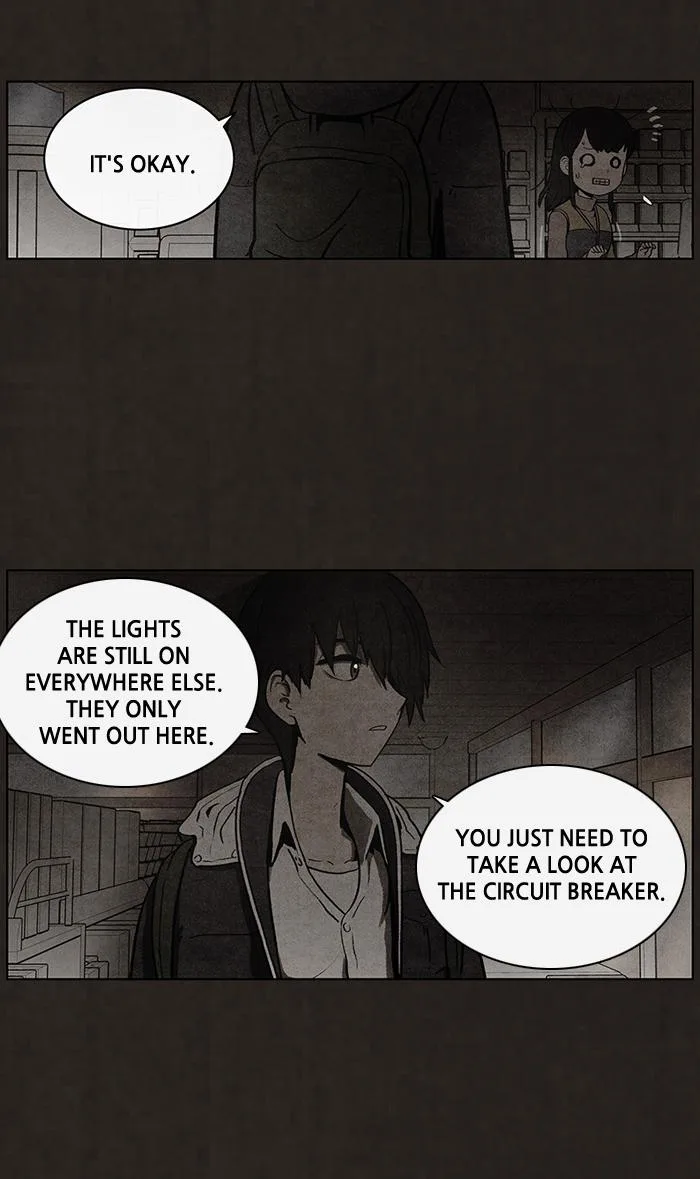 IT'S OKAY.
THE LIGHTS
ARE STILL ON
EVERYWHERE ELSE.
THEY ONLY
WENT OUT HERE.
YOU JUST NEED TO
TAKE A LOOK AT
THE CIRCUIT BREAKER.